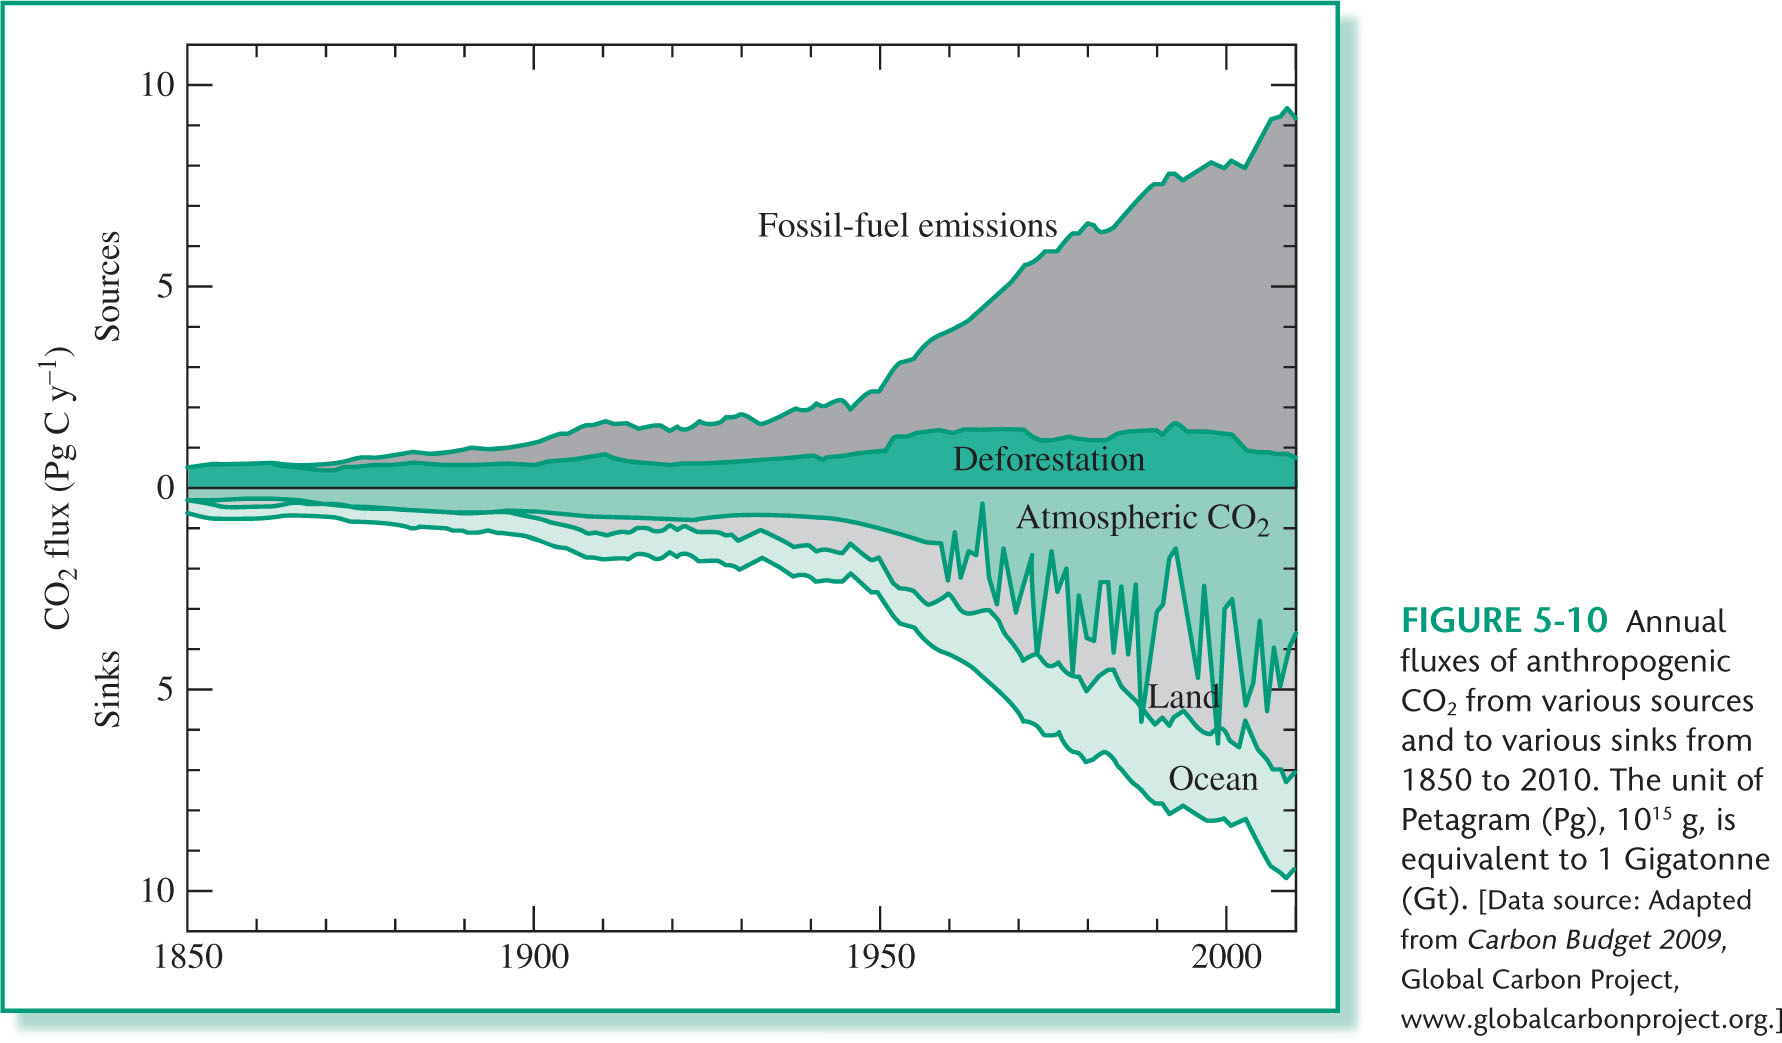 10
5
0
5
10
Sources
CO₂ flux (Pg C y⁻¹)
Sinks
Fossil-fuel emissions
Deforestation
Atmospheric CO₂
Land
Ocean
1850 1900 1950 2000
FIGURE 5-10 Annual
fluxes of anthropogenic
CO₂ from various sources
and to various sinks from
1850 to 2010. The unit of
Petagram (Pg), 10¹⁵ g, is
equivalent to 1 Gigatonne
(Gt). [Data source: Adapted
from Carbon Budget 2009,
Global Carbon Project,
www.globalcarbonproject.org.]